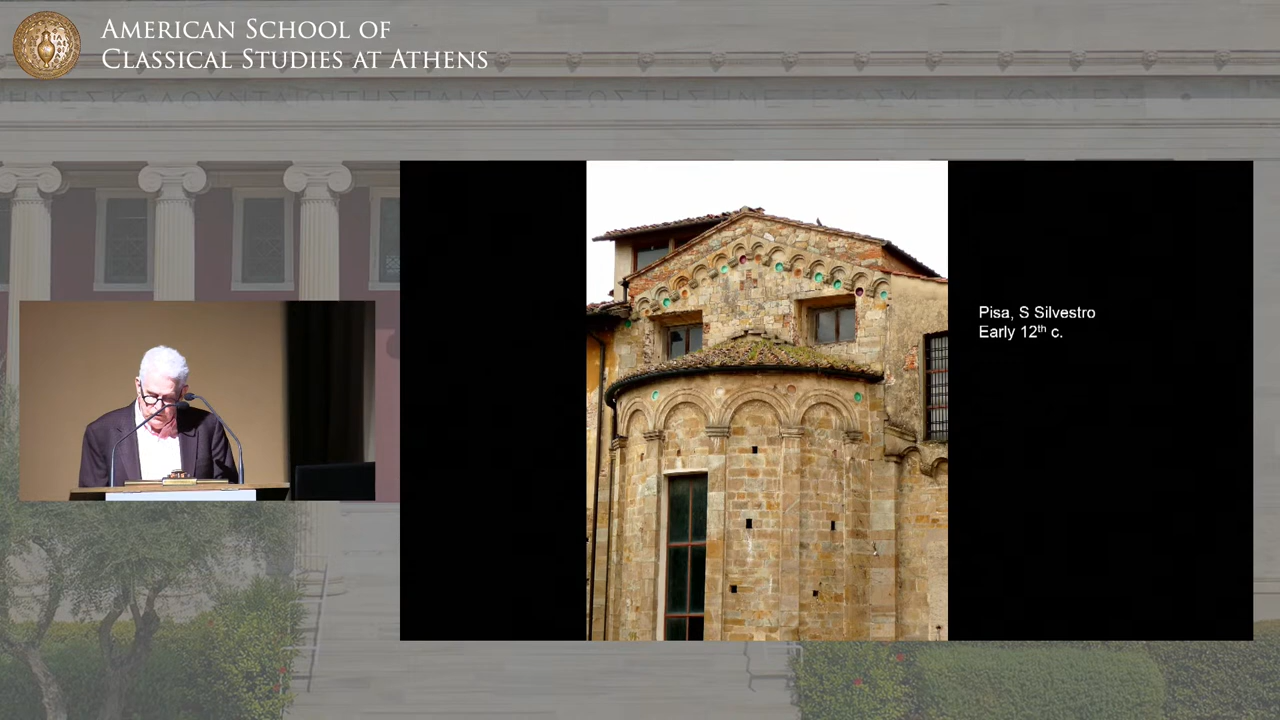 AMERICAN SCHOOL OF
CLASSICAL STUDIES AT ATHENS
Pisa, S Silvestro
Early 12th c.